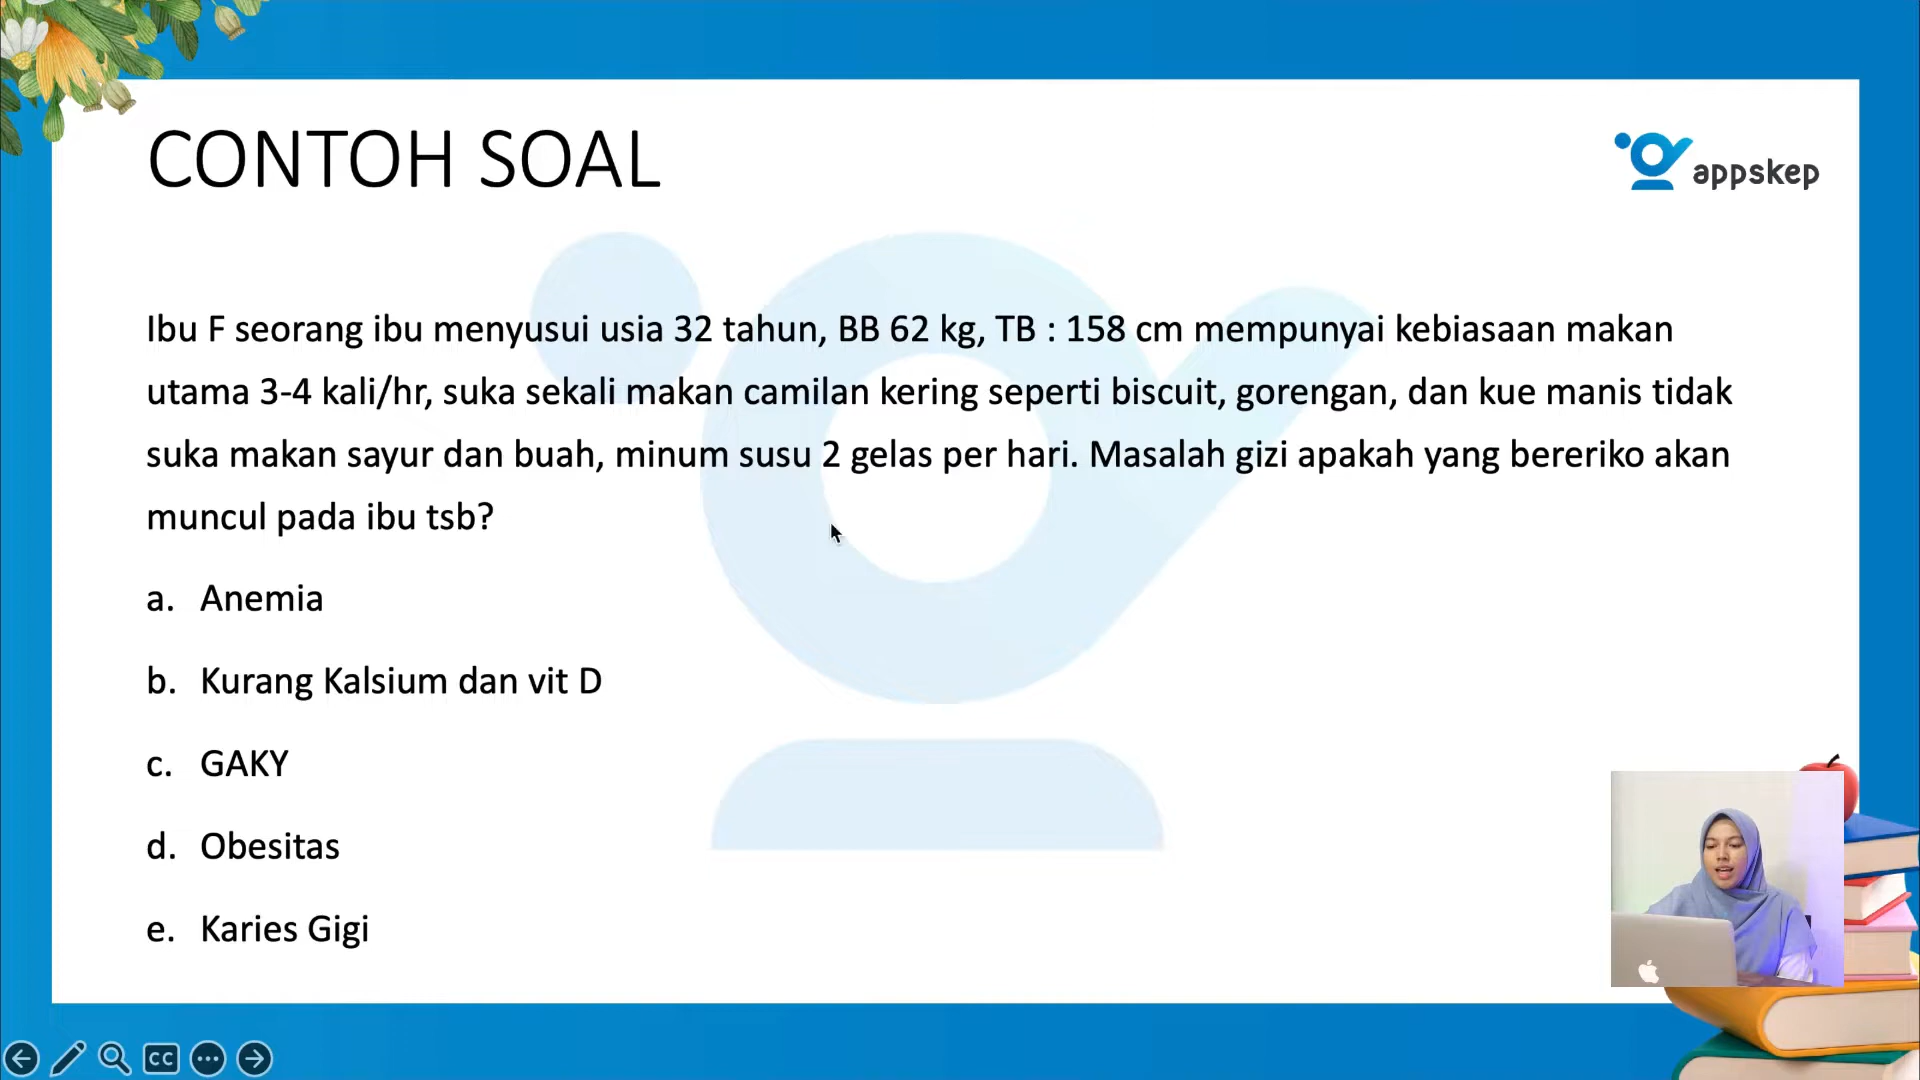 CONTOH SOAL
appskep
Ibu F seorang ibu menyusui usia 32 tahun, BB 62 kg, TB : 158 cm mempunyai kebiasaan makan
utama 3-4 kali/hr, suka sekali makan camilan kering seperti biscuit, gorengan, dan kue manis tidak
suka makan sayur dan buah, minum susu 2 gelas per hari. Masalah gizi apakah yang bereriko akan
muncul pada ibu tsb?
a. Anemia
b. Kurang Kalsium dan vit D
c. GAKY
d. Obesitas
e. Karies Gigi
CC